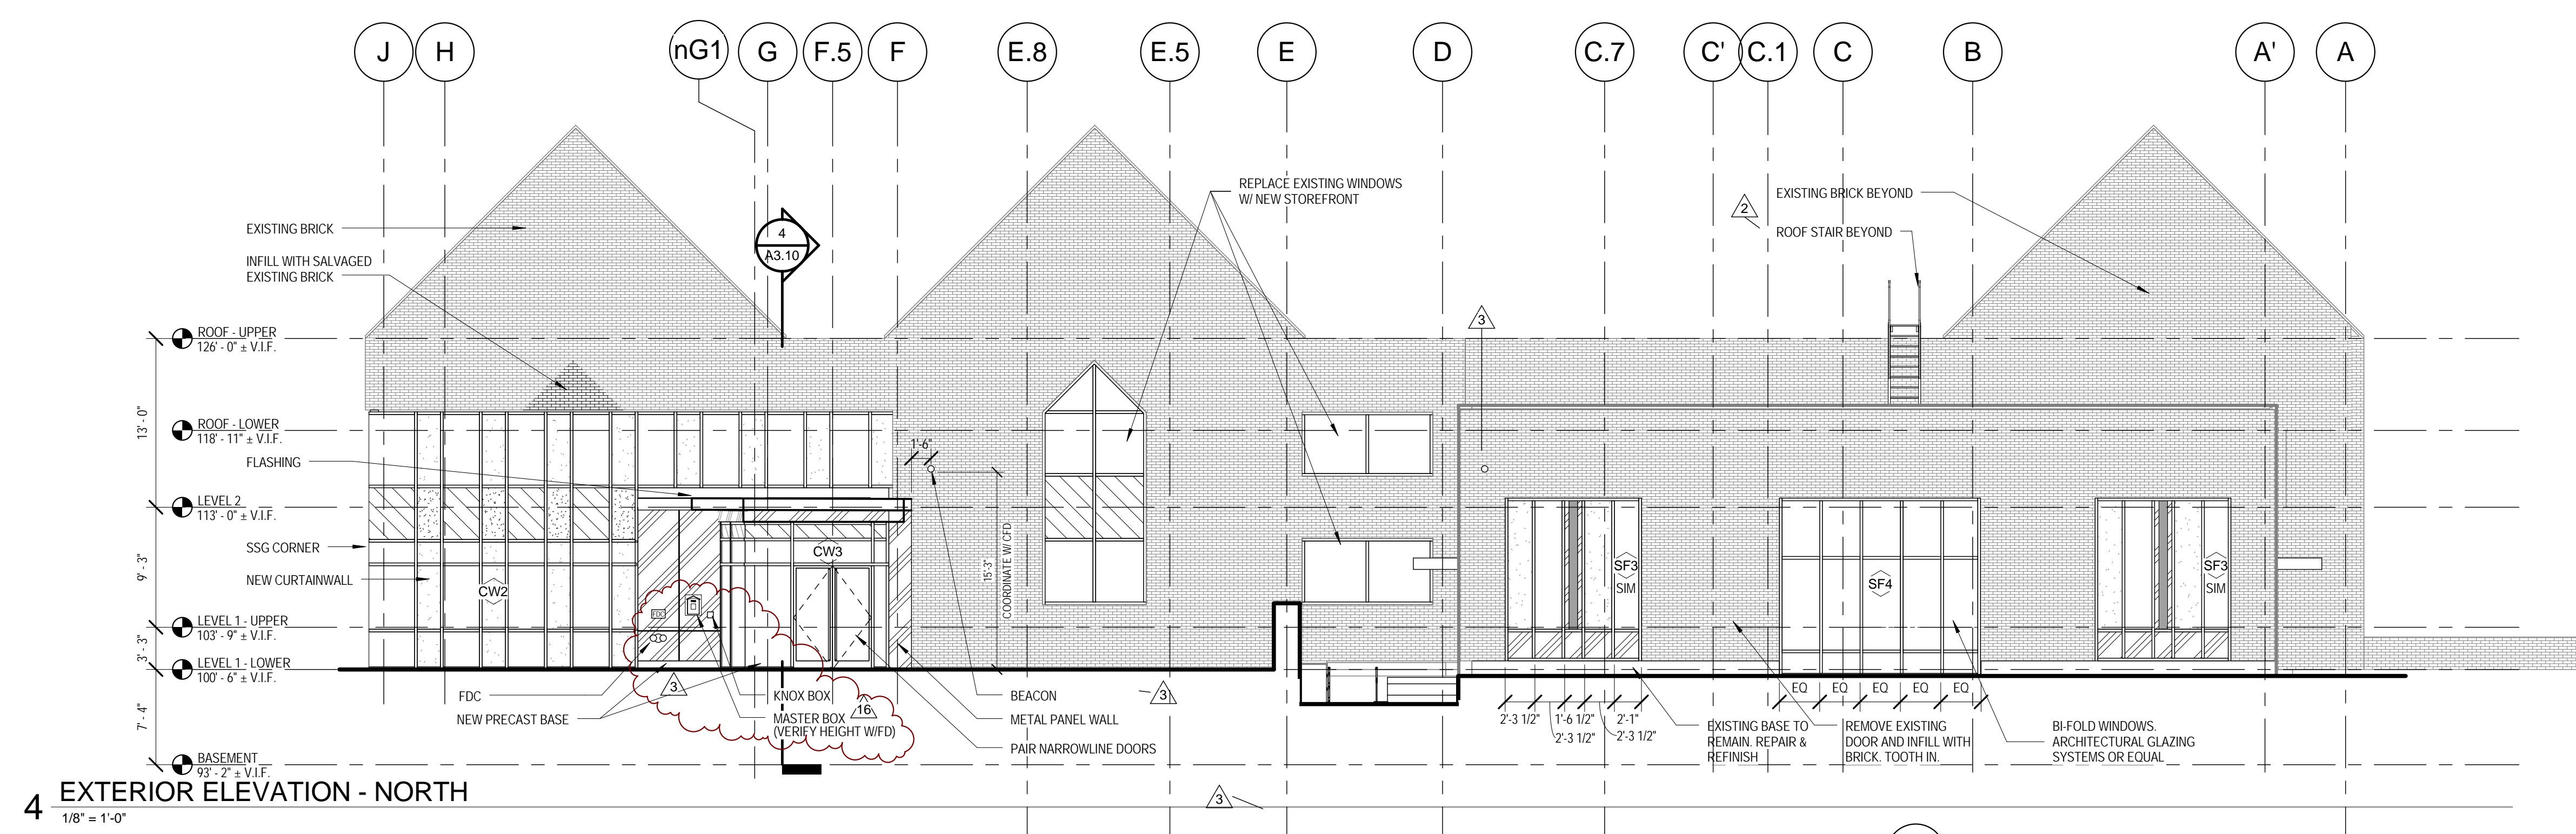 J
H
nG1
G
F.5
F
E.8
E.5
E
D
C.7
C'
C.1
C
B
A'
A
EXISTING BRICK
INFILL WITH SALVAGED
EXISTING BRICK
4
A3.10
REPLACE EXISTING WINDOWS
W/ NEW STOREFRONT
2
EXISTING BRICK BEYOND
ROOF STAIR BEYOND
3
ROOF - UPPER
126' - 0" ± V.I.F.
13' - 0"
ROOF - LOWER
118' - 11" ± V.I.F.
FLASHING
1'-6"
LEVEL 2
113' - 0" ± V.I.F.
SSG CORNER
9' - 3"
NEW CURTAINWALL
CW2
CW3
15'-3"
COORDINATE W/ CFD
SF3
SIM
SF4
SF3
SIM
FDC
LEVEL 1 - UPPER
103' - 9" ± V.I.F.
3' - 3"
LEVEL 1 - LOWER
100' - 6" ± V.I.F.
7' - 4"
FDC
NEW PRECAST BASE
3
KNOX BOX
MASTER BOX
(VERIFY HEIGHT W/FD)
16
BEACON
METAL PANEL WALL
PAIR NARROWLINE DOORS
3
EQ
EQ
EQ
EQ
EQ
2'-3 1/2"
1'-6 1/2"
2'-1"
2'-3 1/2"
2'-3 1/2"
EXISTING BASE TO
REMAIN. REPAIR &
REFINISH
REMOVE EXISTING
DOOR AND INFILL WITH
BRICK. TOOTH IN.
BI-FOLD WINDOWS.
ARCHITECTURAL GLAZING
SYSTEMS OR EQUAL
BASEMENT
93' - 2" ± V.I.F.
4
EXTERIOR ELEVATION - NORTH
1/8" = 1'-0"
3